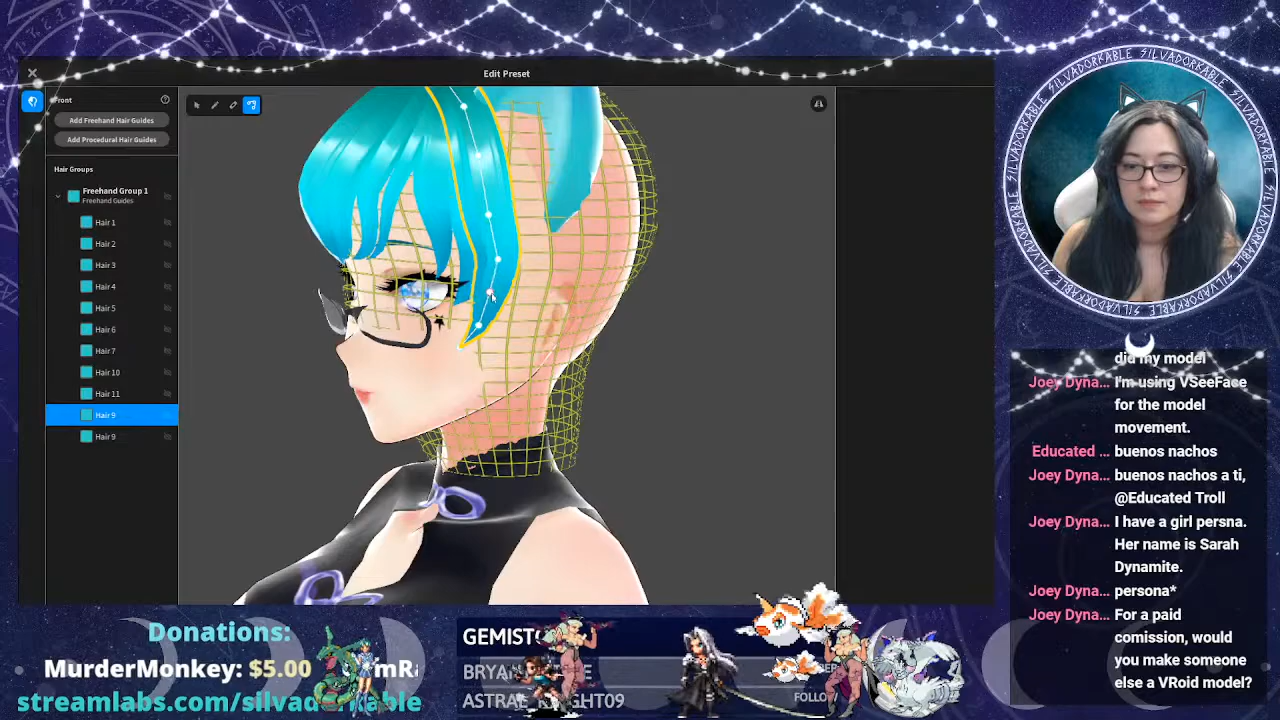 Edit Preset
Front
Add Freehand Hair Guides
Add Procedural Hair Guides
Hair Groups
Freehand Group 1
Freehand Guides
Hair 1
Hair 2
Hair 3
Hair 4
Hair 5
Hair 6
Hair 7
Hair 10
Hair 11
Hair 9
Hair 9
SILVADORKABLE SILVADORKABLE SILVADORKABLE
did my model
Joey Dyna... I'm using VSeeFace
for the model
movement.
Educated ... buenos nachos
Joey Dyna... buenos nachos a ti,
@Educated Troll
Joey Dyna... I have a girl persna.
Her name is Sarah
Dynamite.
Joey Dyna... persona*
Joey Dyna... For a paid
comission, would
you make someone
else a VRoid model?
Donations:
MurderMonkey: $5.00
streamlabs.com/silvadorkable